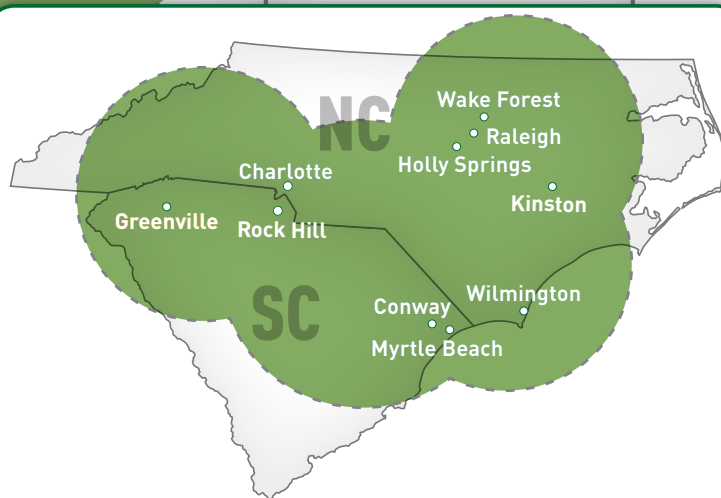 NC
Wake Forest
Raleigh
Holly Springs
Charlotte
Kinston
Greenville
Rock Hill
SC
Wilmington
Conway
Myrtle Beach